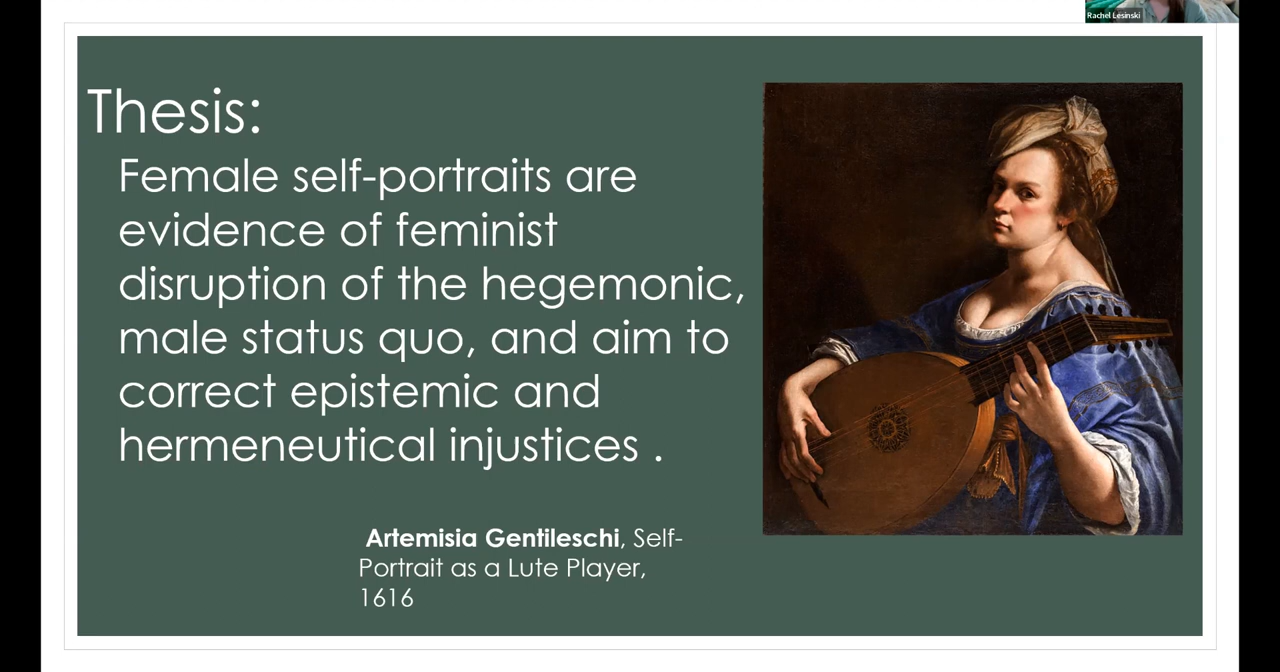 Rachel Lesinski
Thesis:
Female self-portraits are
evidence of feminist
disruption of the hegemonic,
male status quo, and aim to
correct epistemic and
hermeneutical injustices .
Artemisia Gentileschi, Self-
Portrait as a Lute Player,
1616